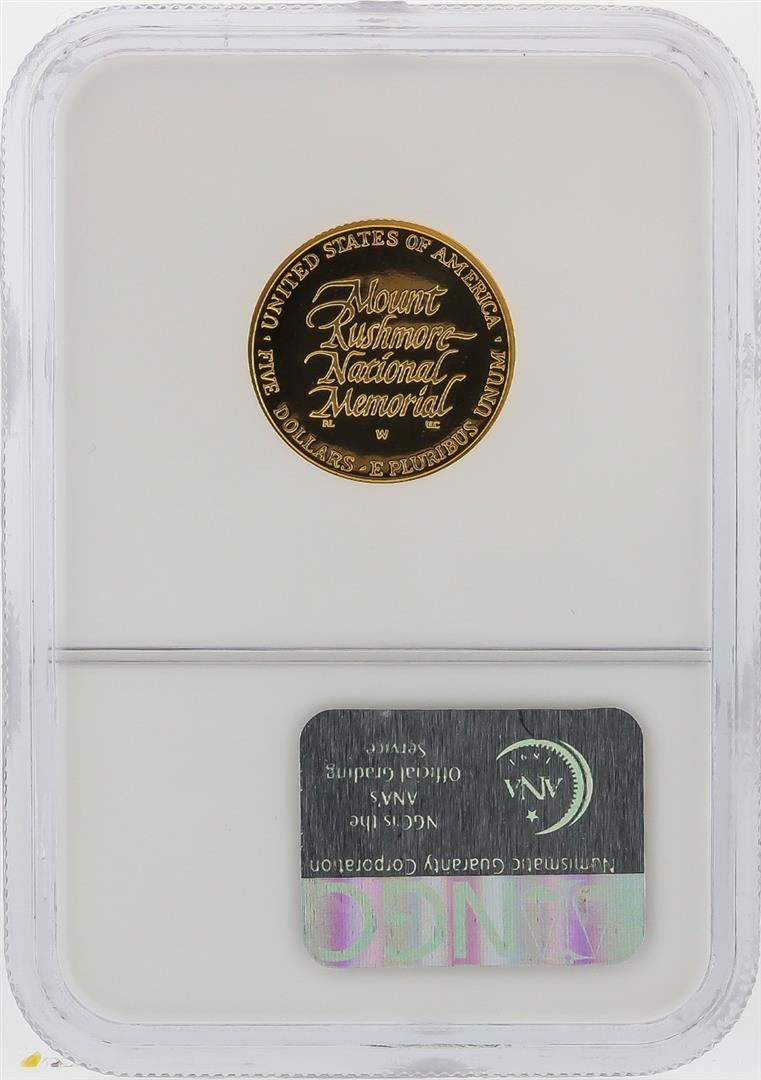 UNITED STATES OF AMERICA · E PLURIBUS UNUM · FIVE DOLLARS ·
Mount
Rushmore
National
Memorial
W
NGC
Numismatic Guaranty Corporation
NGC is the
ANA's
Official Grading
Service
ANA
1891